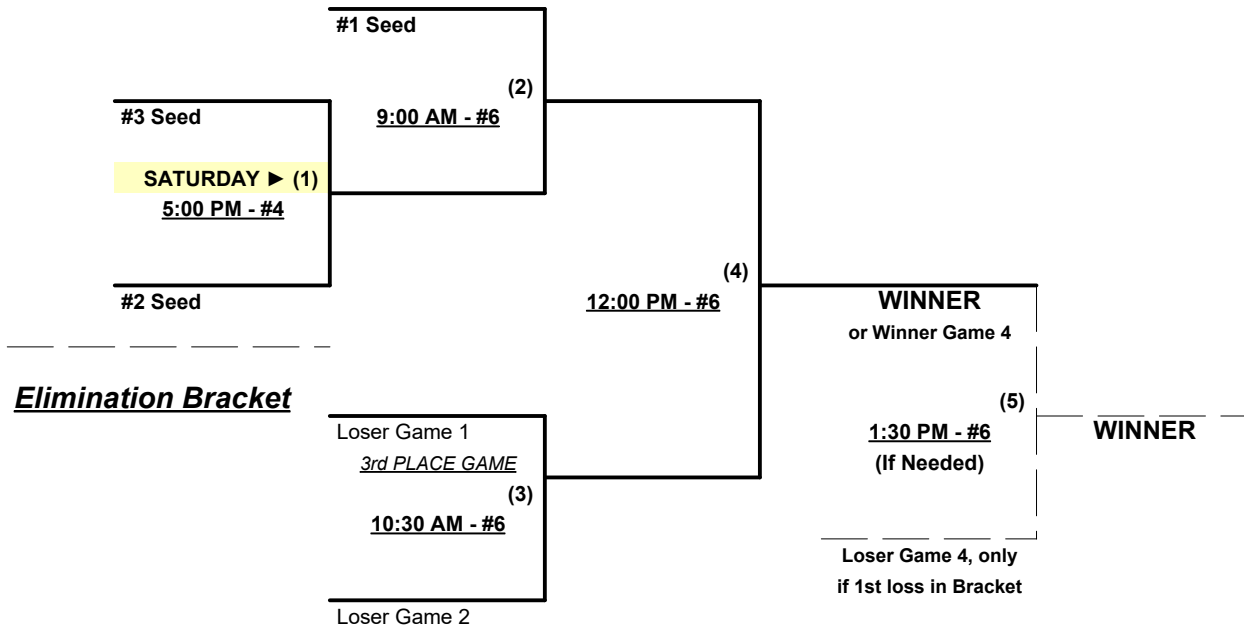 #1 Seed
(2)
9:00 AM - #6
#3 Seed
SATURDAY ► (1)
5:00 PM - #4
#2 Seed
(4)
12:00 PM - #6
WINNER
or Winner Game 4
Elimination Bracket
Loser Game 1
3rd PLACE GAME
(3)
10:30 AM - #6
Loser Game 2
(5)
1:30 PM - #6
(If Needed)
WINNER
Loser Game 4, only
if 1st loss in Bracket